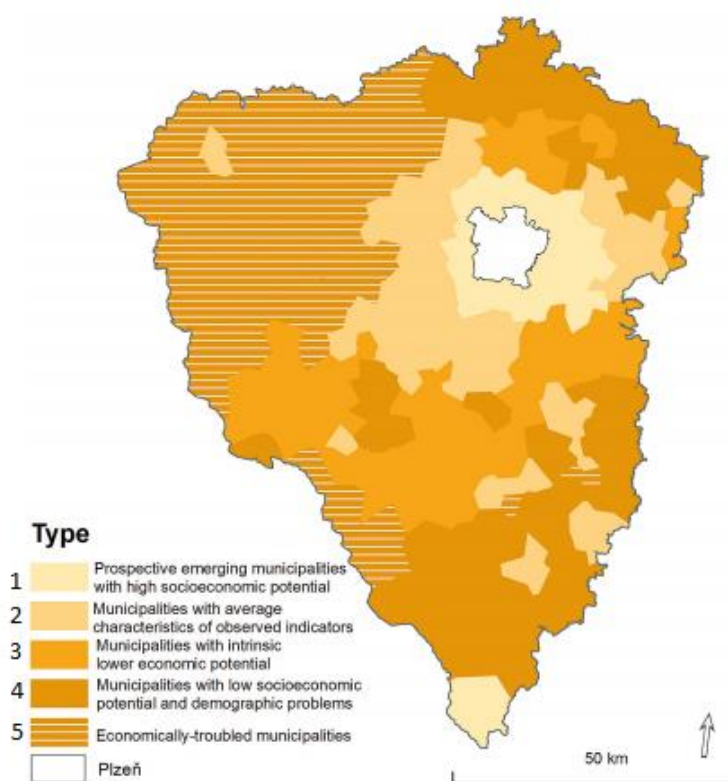 Type
1 Prospective emerging municipalities
with high socioeconomic potential
2 Municipalities with average
characteristics of observed indicators
3 Municipalities with intrinsic
lower economic potential
4 Municipalities with low socioeconomic
potential and demographic problems
5 Economically-troubled municipalities
Plzeň
50 km